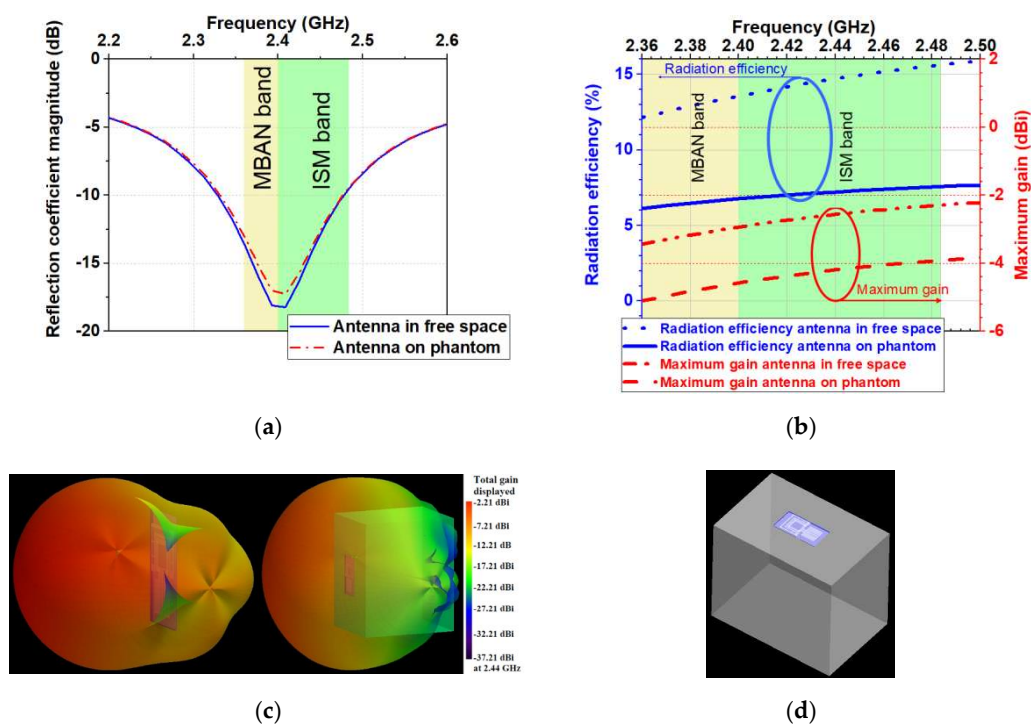 Frequency (GHz)
2.2 2.3 2.4 2.5 2.6
Reflection coefficient magnitude (dB)
0
-5
-10
-15
-20
MBAN band
ISM band
Antenna in free space
Antenna on phantom
(a)
Frequency (GHz)
2.36 2.38 2.40 2.42 2.44 2.46 2.48 2.50
Radiation efficiency (%)
15
10
5
0
Radiation efficiency
MBAN band
ISM band
Maximum gain
2
0
-2
-4
-6
Maximum gain (dBi)
Radiation efficiency antenna in free space
Radiation efficiency antenna on phantom
Maximum gain antenna in free space
Maximum gain antenna on phantom
(b)
Total gain
displayed
-2.21 dBi
-7.21 dBi
-12.21 dBi
-17.21 dBi
-22.21 dBi
-27.21 dBi
-32.21 dBi
-37.21 dBi
at 2.44 GHz
(c)
(d)